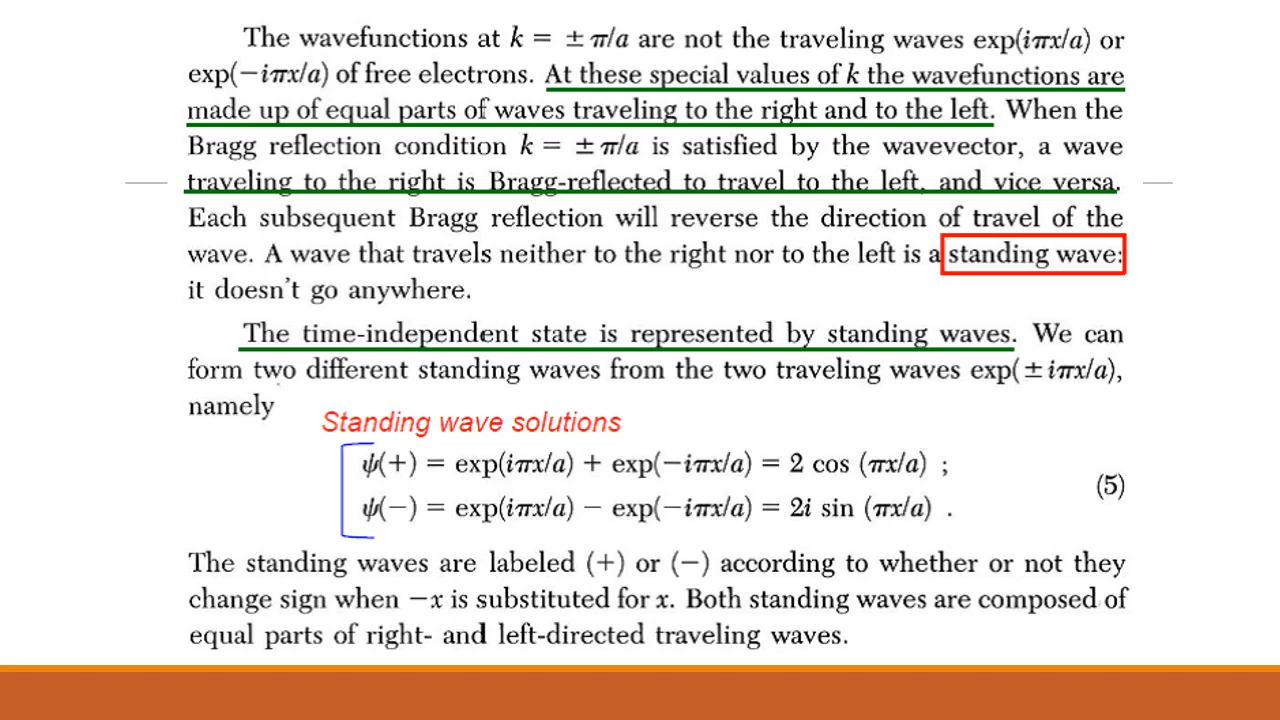 The wavefunctions at k = ± π/a are not the traveling waves exp(iπx/a) or
exp(−iπx/a) of free electrons. At these special values of k the wavefunctions are
made up of equal parts of waves traveling to the right and to the left. When the
Bragg reflection condition k = ± π/a is satisfied by the wavevector, a wave
traveling to the right is Bragg-reflected to travel to the left, and vice versa.
Each subsequent Bragg reflection will reverse the direction of travel of the
wave. A wave that travels neither to the right nor to the left is a standing wave:
it doesn't go anywhere.
The time-independent state is represented by standing waves. We can
form two different standing waves from the two traveling waves exp(±iπx/a),
namely
Standing wave solutions
ψ(+) = exp(iπx/a) + exp(−iπx/a) = 2 cos (πx/a) ;
ψ(−) = exp(iπx/a) − exp(−iπx/a) = 2i sin (πx/a) .
(5)
The standing waves are labeled (+) or (−) according to whether or not they
change sign when −x is substituted for x. Both standing waves are composed of
equal parts of right- and left-directed traveling waves.